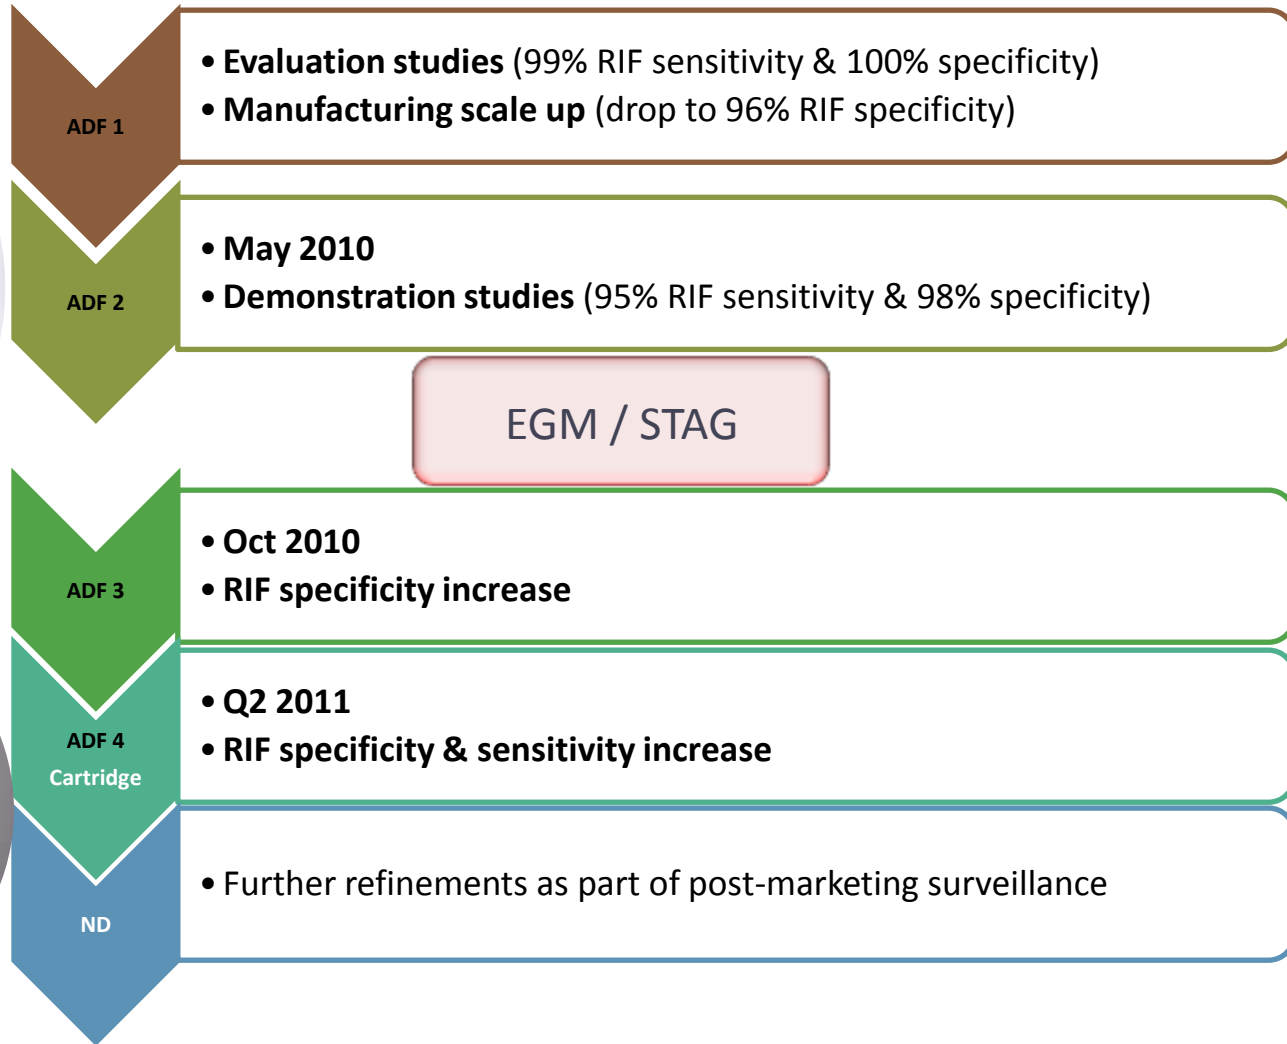 ADF 1
• Evaluation studies (99% RIF sensitivity & 100% specificity)
• Manufacturing scale up (drop to 96% RIF specificity)
ADF 2
• May 2010
• Demonstration studies (95% RIF sensitivity & 98% specificity)
EGM / STAG
ADF 3
• Oct 2010
• RIF specificity increase
ADF 4
Cartridge
• Q2 2011
• RIF specificity & sensitivity increase
ND
• Further refinements as part of post-marketing surveillance